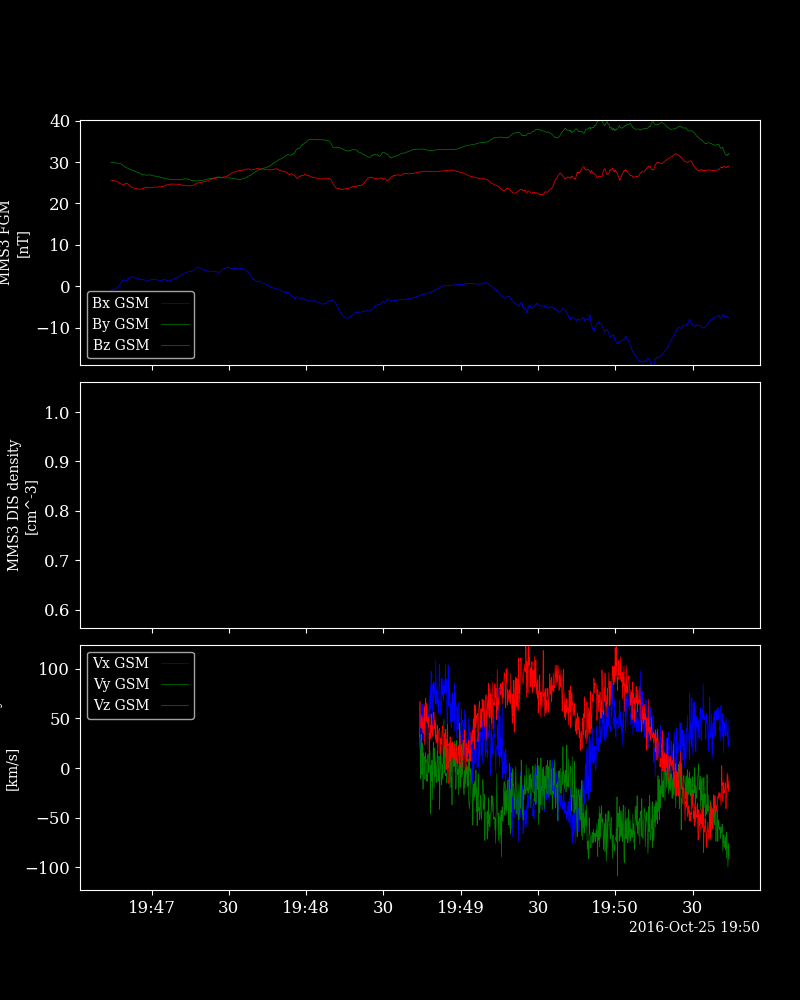 40
30
20
10
0
−10
MMS3 FGM
[nT]
Bx GSM
By GSM
Bz GSM
1.0
0.9
0.8
0.7
0.6
MMS3 DIS density
[cm^-3]
100
50
0
−50
−100
[km/s]
Vx GSM
Vy GSM
Vz GSM
19:47 30 19:48 30 19:49 30 19:50 30
2016-Oct-25 19:50